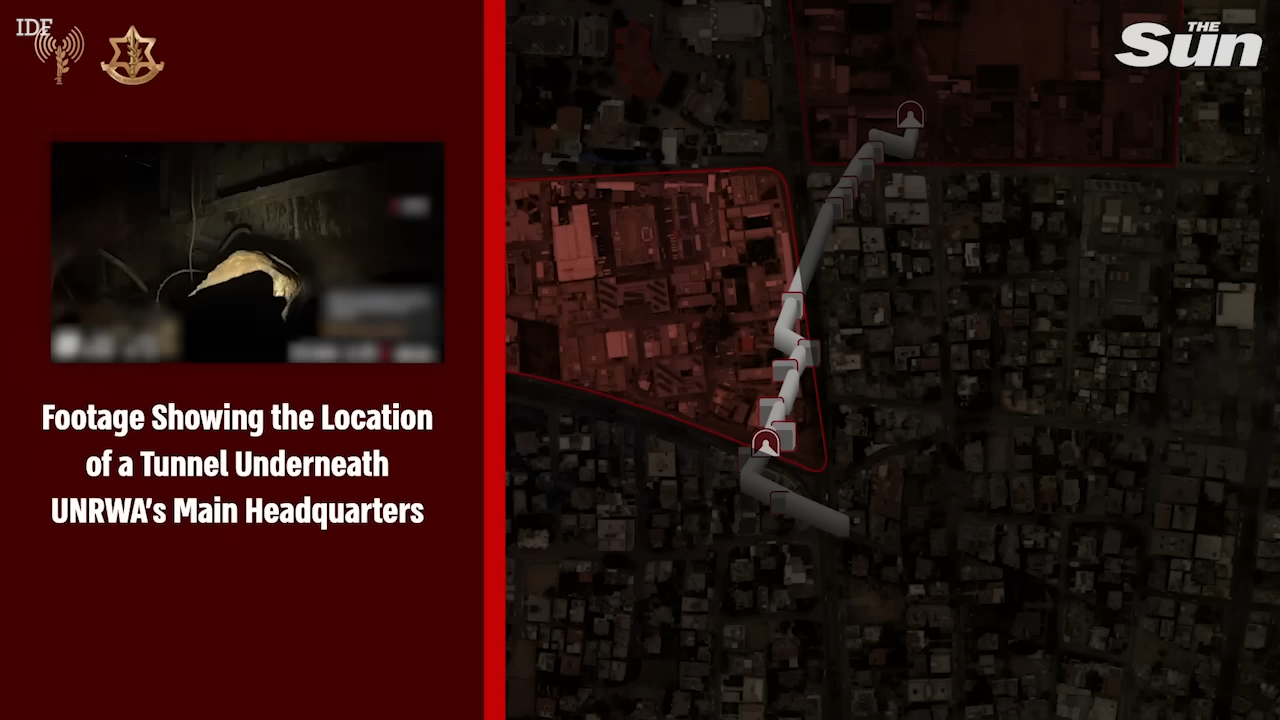 IDF
THE
Sun
Footage Showing the Location
of a Tunnel Underneath
UNRWA's Main Headquarters